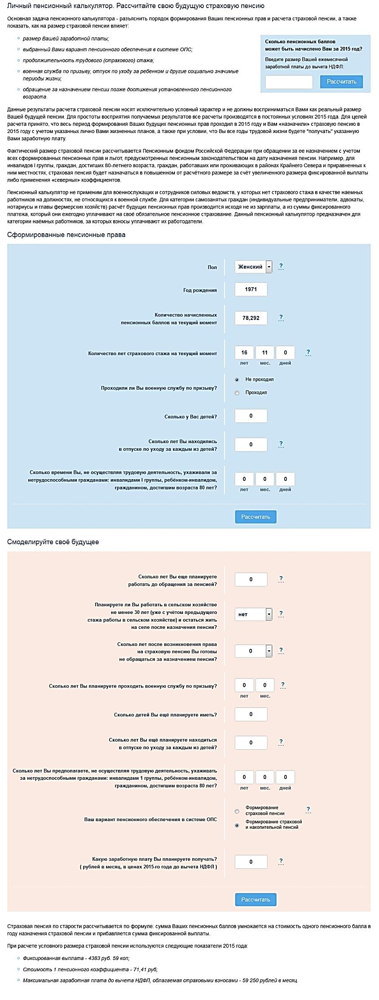 Личный пенсионный калькулятор. Рассчитайте свою будущую страховую пенсию
Основная задача пенсионного калькулятора - разъяснить порядок формирования Ваших пенсионных прав и расчета страховой пенсии, а также
показать, как на размер страховой пенсии влияет:
размер Вашей заработной платы;
выбранный Вами вариант пенсионного обеспечения в системе ОПС;
продолжительность трудового (страхового) стажа;
военная служба по призыву, отпуск по уходу за ребенком и другие социально значимые
периоды жизни;
обращение за назначением пенсии позже достижения установленного пенсионного
возраста.
Сколько пенсионных баллов
может быть начислено Вам за 2015 год?
Введите размер Вашей ежемесячной
заработной платы до вычета НДФЛ:
Рассчитать
Данные результаты расчета страховой пенсии носят исключительно условный характер и не должны восприниматься Вами как реальный размер
Вашей будущей пенсии. Для простоты восприятия получаемых результатов все расчеты производятся в постоянных условиях 2015 года. Для целей
расчета принято, что весь период формирования Ваших будущих пенсионных прав проходил в 2015 году и Вам «назначили» страховую пенсию в
2015 году с учетом указанных лично Вами жизненных планов, а также при условии, что Вы все годы трудовой жизни будете "получать" указанную
Вами заработную плату.
Фактический размер страховой пенсии рассчитывается Пенсионным фондом Российской Федерации при обращении за ее назначением с учетом
всех сформированных пенсионных прав и льгот, предусмотренных пенсионным законодательством на дату назначения пенсии. Например, для
инвалидов I группы, граждан, достигших 80-летнего возраста, граждан, работавших или проживающих в районах Крайнего Севера и приравненных к
ним местностях, страховая пенсия будет назначаться в повышенном от расчётного размере за счёт увеличенного размера фиксированной выплаты
либо применения «северных» коэффициентов.
Пенсионный калькулятор не применим для военнослужащих и сотрудников силовых ведомств, у которых нет страхового стажа в качестве наемных
работников на должностях, не относящихся к военной службе. Для категории самозанятых граждан (индивидуальные предприниматели, адвокаты,
нотариусы и главы фермерских хозяйств) расчёт будущих пенсионных прав производится исходя не из зарплаты, а из суммы фиксированного
платежа, который они ежегодно уплачивают на своё обязательное пенсионное страхование. Данный пенсионный калькулятор предназначен для
категории наёмных работников, за которых взносы уплачивают их работодатели.
Сформированные пенсионные права
Пол Женский ?
Год рождения 1971
Количество начисленных
пенсионных баллов на текущий момент 78,292 ?
Количество лет страхового стажа на текущий момент 16 11 0 ?
лет мес. дней
Проходили ли Вы военную службу по призыву?
Не проходил
Проходил
Сколько у Вас детей? 0
Сколько лет Вы находились
в отпуске по уходу за каждым из детей? 0 ?
Сколько времени Вы, не осуществляя трудовую деятельность, ухаживали за
нетрудоспособными гражданами: инвалидами I группы, ребёнком-инвалидом,
гражданином, достигшим возраста 80 лет?
0 0 0
лет мес. дней
Рассчитать
Смоделируйте своё будущее
Сколько лет Вы еще планируете
работать до обращения за пенсией? 0 ?
Планируете ли Вы работать в сельском хозяйстве
не менее 30 лет (уже с учётом предыдущего
стажа работы в сельском хозяйстве) и остаться жить
на селе после назначения пенсии?
нет ?
Сколько лет после возникновения права
на страховую пенсию Вы готовы
не обращаться за назначением пенсии?
0 ?
Сколько лет Вы планируете проходить военную службу по призыву? 0 0 ?
лет мес.
Сколько детей Вы ещё планируете иметь? 0
Сколько лет Вы ещё планируете находиться
в отпуске по уходу за каждым из детей? 0 ?
Сколько лет Вы предполагаете, не осуществляя трудовую деятельность, ухаживать
за нетрудоспособными гражданами: инвалидами 1 группы, ребёнком-инвалидом,
гражданином, достигшим возраста 80 лет?
0 0 0
лет мес. дней
Ваш вариант пенсионного обеспечения в системе ОПС
Формирование
страховой пенсии ?
Формирование страховой
и накопительной пенсий
Какую заработную плату Вы планируете получать?
( рублей в месяц, в ценах 2015-го года до вычета НДФЛ ) 0 ?
Рассчитать
Страховая пенсия по старости рассчитывается по формуле: сумма Ваших пенсионных баллов умножается на стоимость одного пенсионного балла в
году назначения страховой пенсии и прибавляется сумма фиксированной выплаты.
При расчете условного размера страховой пенсии используются следующие показатели 2015 года:
Фиксированная выплата - 4383 руб. 59 коп;
Стоимость 1 пенсионного коэффициента - 71,41 руб;
Максимальная заработная плата до вычета НДФЛ, облагаемая страховыми взносами - 59 250 рублей в месяц.